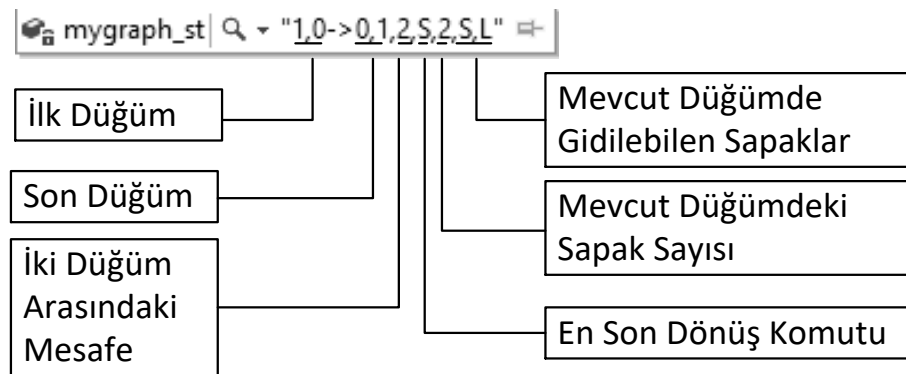 mygraph_st "1,0->0,1,2,S,2,S,L"
İlk Düğüm
Son Düğüm
İki Düğüm
Arasındaki
Mesafe
Mevcut Düğümde
Gidilebilen Sapaklar
Mevcut Düğümdeki
Sapak Sayısı
En Son Dönüş Komutu